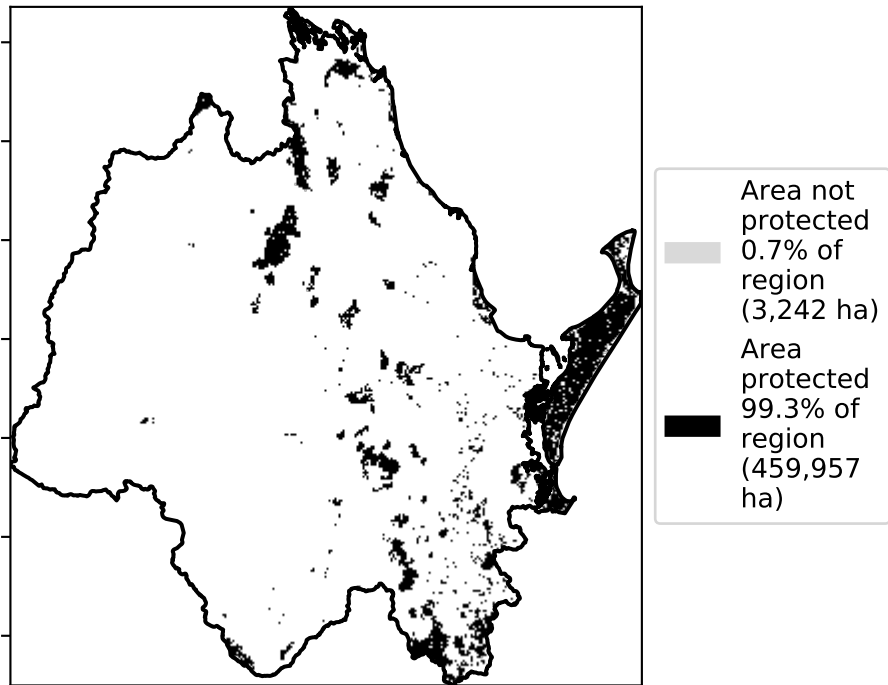 Area not
protected
0.7% of
region
(3,242 ha)
Area
protected
99.3% of
region
(459,957
ha)